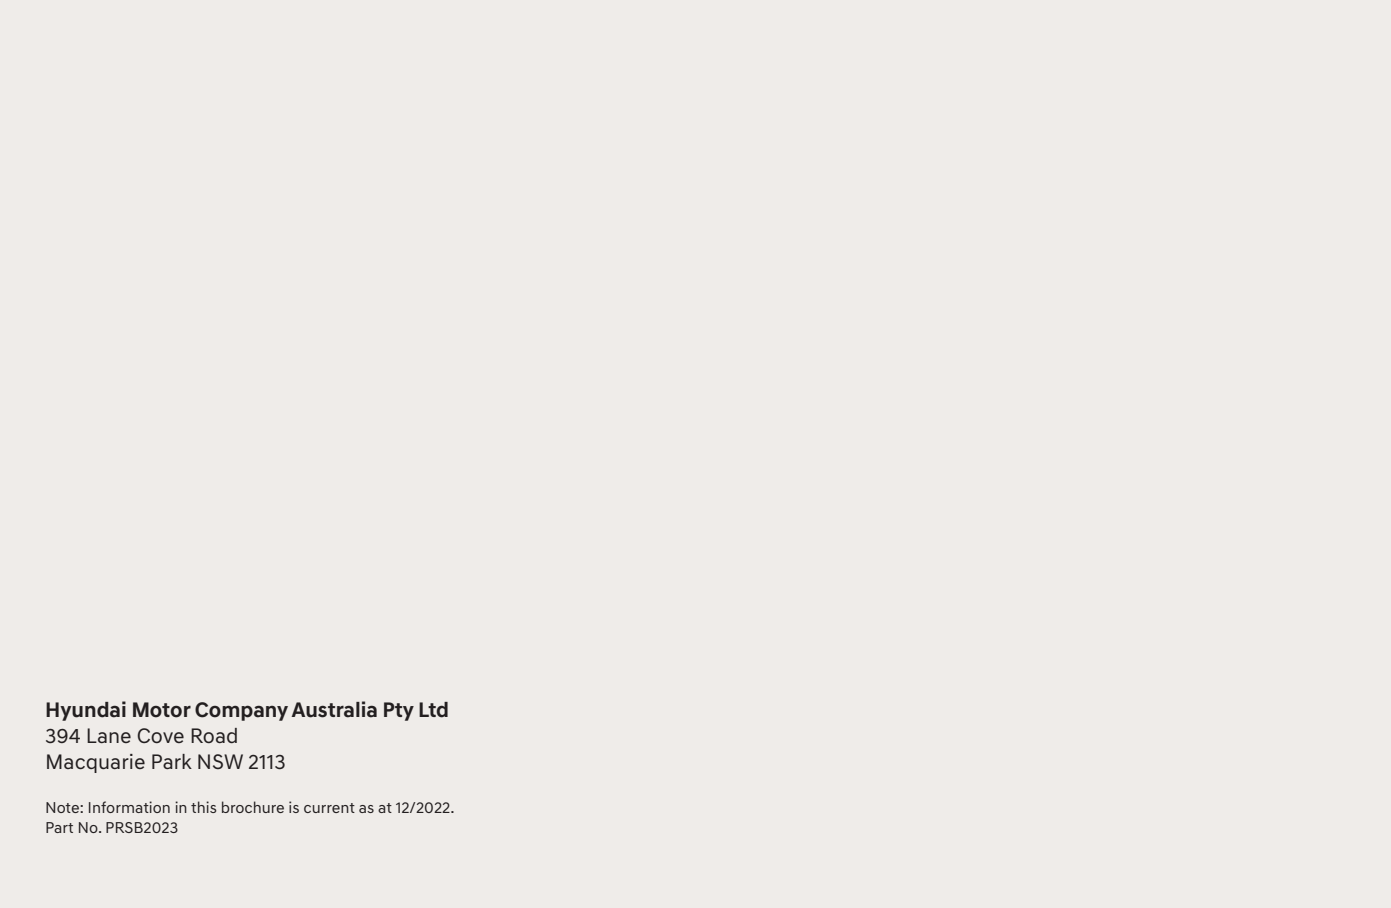 Hyundai Motor Company Australia Pty Ltd
394 Lane Cove Road
Macquarie Park NSW 2113
Note: Information in this brochure is current as at 12/2022.
Part No. PRSB2023